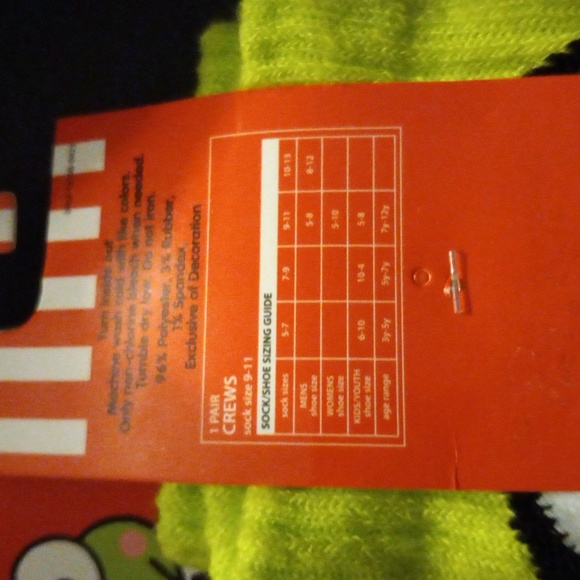 Turn inside out
Machine wash cold with like colors.
Only non-chlorine bleach when needed.
Tumble dry low. Do not iron.
96% Polyester, 3% Rubber,
1% Spandex
Exclusive of Decoration
1 PAIR
CREWS
sock size 9-11
SOCK/SHOE SIZING GUIDE
sock sizes 5-7 7-9 9-11 10-13
MENS shoe size 5-8 8-12
WOMENS shoe size 5-10
KIDS/YOUTH shoe size 6-10 10-4 5-8
age range 3y-5y 5y-7y 7y-12y